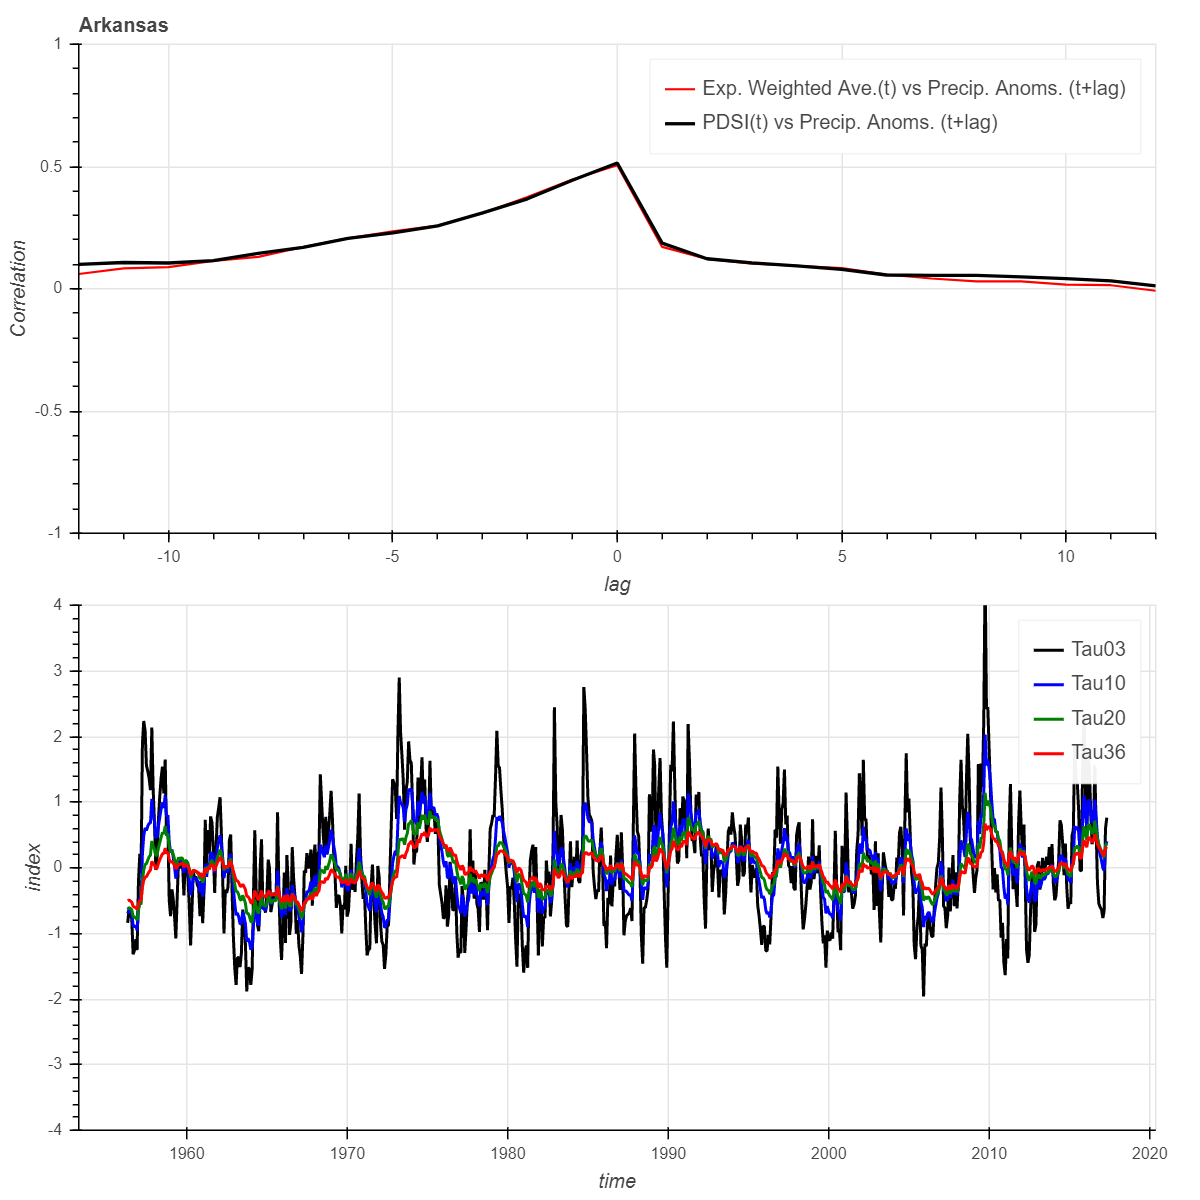 Arkansas
1
0.5
0
-0.5
-1
Correlation
Exp. Weighted Ave.(t) vs Precip. Anoms. (t+lag)
PDSI(t) vs Precip. Anoms. (t+lag)
-10
-5
0
5
10
lag
4
3
2
1
0
-1
-2
-3
-4
index
Tau03
Tau10
Tau20
Tau36
1960
1970
1980
1990
2000
2010
2020
time